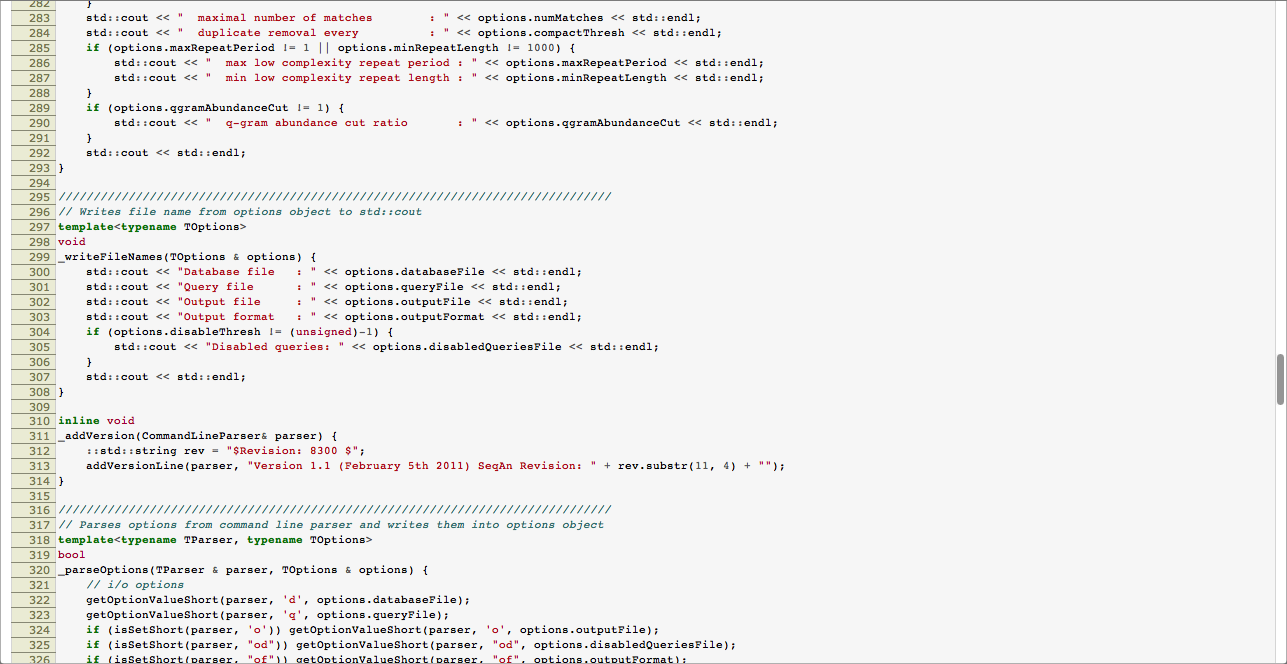 282     }
283     std::cout << "  maximal number of matches        : " << options.numMatches << std::endl;
284     std::cout << "  duplicate removal every          : " << options.compactThresh << std::endl;
285     if (options.maxRepeatPeriod != 1 || options.minRepeatLength != 1000) {
286         std::cout << "  max low complexity repeat period : " << options.maxRepeatPeriod << std::endl;
287         std::cout << "  min low complexity repeat length : " << options.minRepeatLength << std::endl;
288     }
289     if (options.qgramAbundanceCut != 1) {
290         std::cout << "  q-gram abundance cut ratio       : " << options.qgramAbundanceCut << std::endl;
291     }
292     std::cout << std::endl;
293 }
294
295 ///////////////////////////////////////////////////////////////////////////////
296 // Writes file name from options object to std::cout
297 template<typename TOptions>
298 void
299 _writeFileNames(TOptions & options) {
300     std::cout << "Database file   : " << options.databaseFile << std::endl;
301     std::cout << "Query file      : " << options.queryFile << std::endl;
302     std::cout << "Output file     : " << options.outputFile << std::endl;
303     std::cout << "Output format   : " << options.outputFormat << std::endl;
304     if (options.disableThresh != (unsigned)-1) {
305         std::cout << "Disabled queries: " << options.disabledQueriesFile << std::endl;
306     }
307     std::cout << std::endl;
308 }
309
310 inline void
311 _addVersion(CommandLineParser& parser) {
312     ::std::string rev = "$Revision: 8300 $";
313     addVersionLine(parser, "Version 1.1 (February 5th 2011) SeqAn Revision: " + rev.substr(11, 4) + "");
314 }
315
316 ///////////////////////////////////////////////////////////////////////////////
317 // Parses options from command line parser and writes them into options object
318 template<typename TParser, typename TOptions>
319 bool
320 _parseOptions(TParser & parser, TOptions & options) {
321     // i/o options
322     getOptionValueShort(parser, 'd', options.databaseFile);
323     getOptionValueShort(parser, 'q', options.queryFile);
324     if (isSetShort(parser, 'o')) getOptionValueShort(parser, 'o', options.outputFile);
325     if (isSetShort(parser, "od")) getOptionValueShort(parser, "od", options.disabledQueriesFile);
326     if (isSetShort(parser, "of")) getOptionValueShort(parser, "of", options.outputFormat);